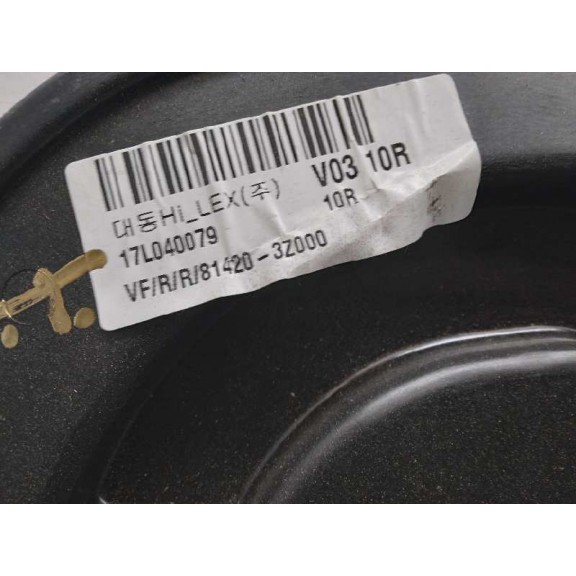 V03 10R
대동Hi_LEX(주)
10R
17L040079
VF/R/R/81420-3Z000